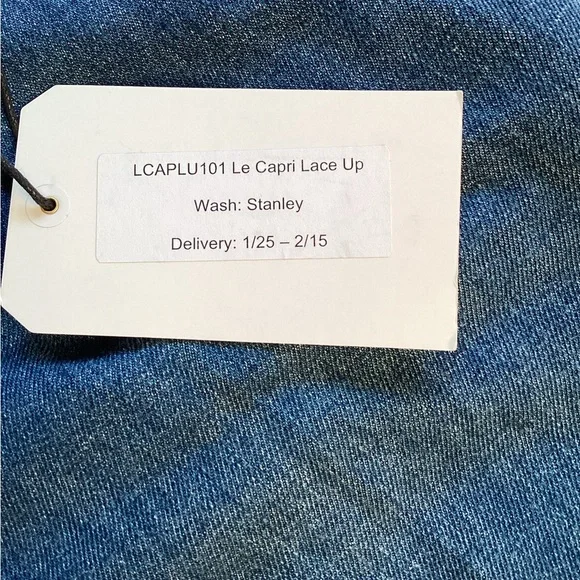 LCAPLU101 Le Capri Lace Up
Wash: Stanley
Delivery: 1/25 – 2/15